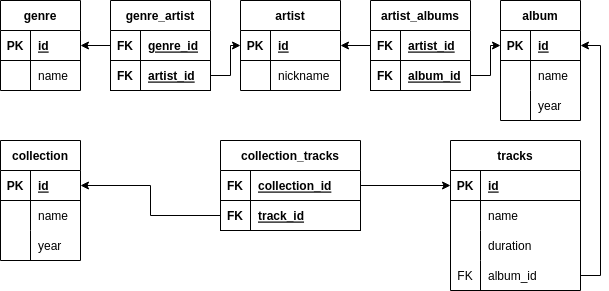 genre
PK id
name
genre_artist
FK genre_id
FK artist_id
artist
PK id
nickname
artist_albums
FK artist_id
FK album_id
album
PK id
name
year
collection
PK id
name
year
collection_tracks
FK collection_id
FK track_id
tracks
PK id
name
duration
FK album_id